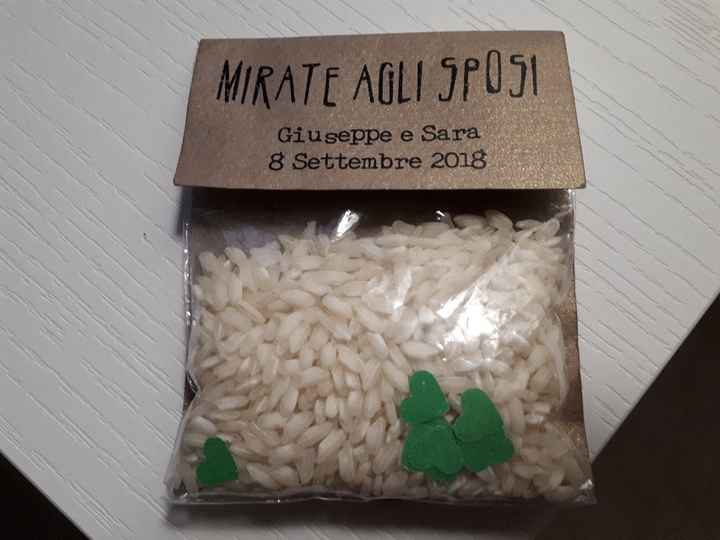 MIRATE AGLI SPOSI
Giuseppe e Sara
8 Settembre 2018